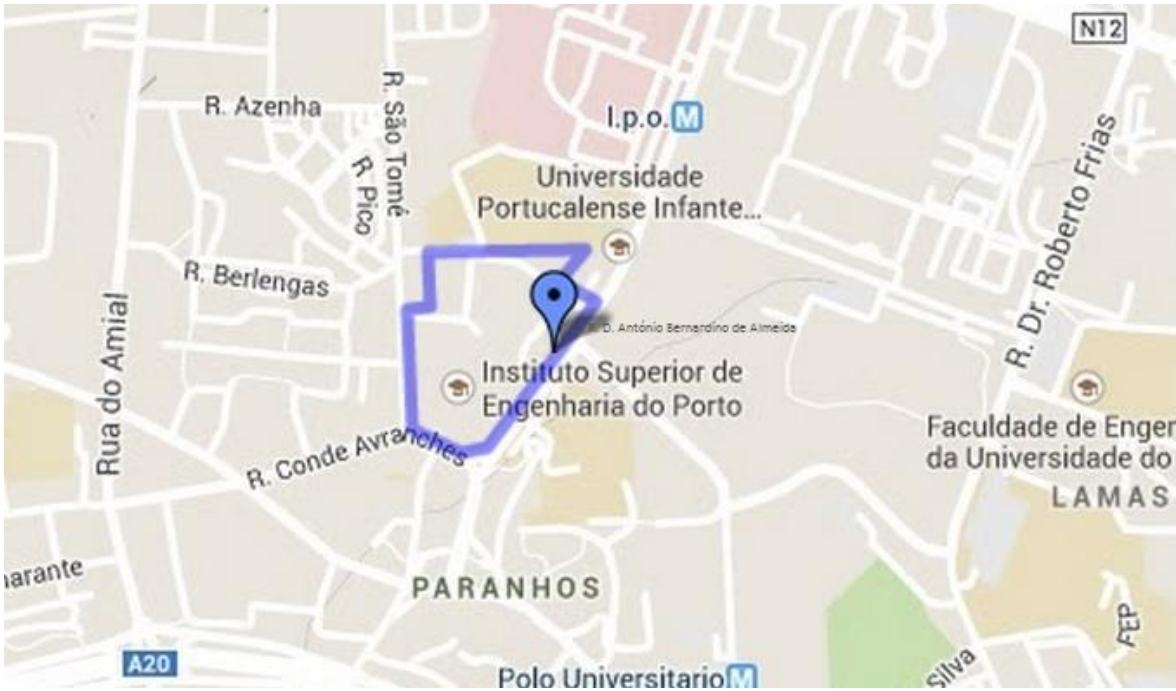 N12
R. Azenha
R. São Tomé
I.p.o. M
R. Dr. Roberto Frias
R. Pico
Universidade
Portucalense Infante...
R. Berlengas
Rua do Amial
D. António Bernardino de Almeida
Instituto Superior de
Engenharia do Porto
R. Conde Avranches
Faculdade de Enger
da Universidade do
LAMAS
arante
PARANHOS
FEP
A20
Polo Universitario M
Silva